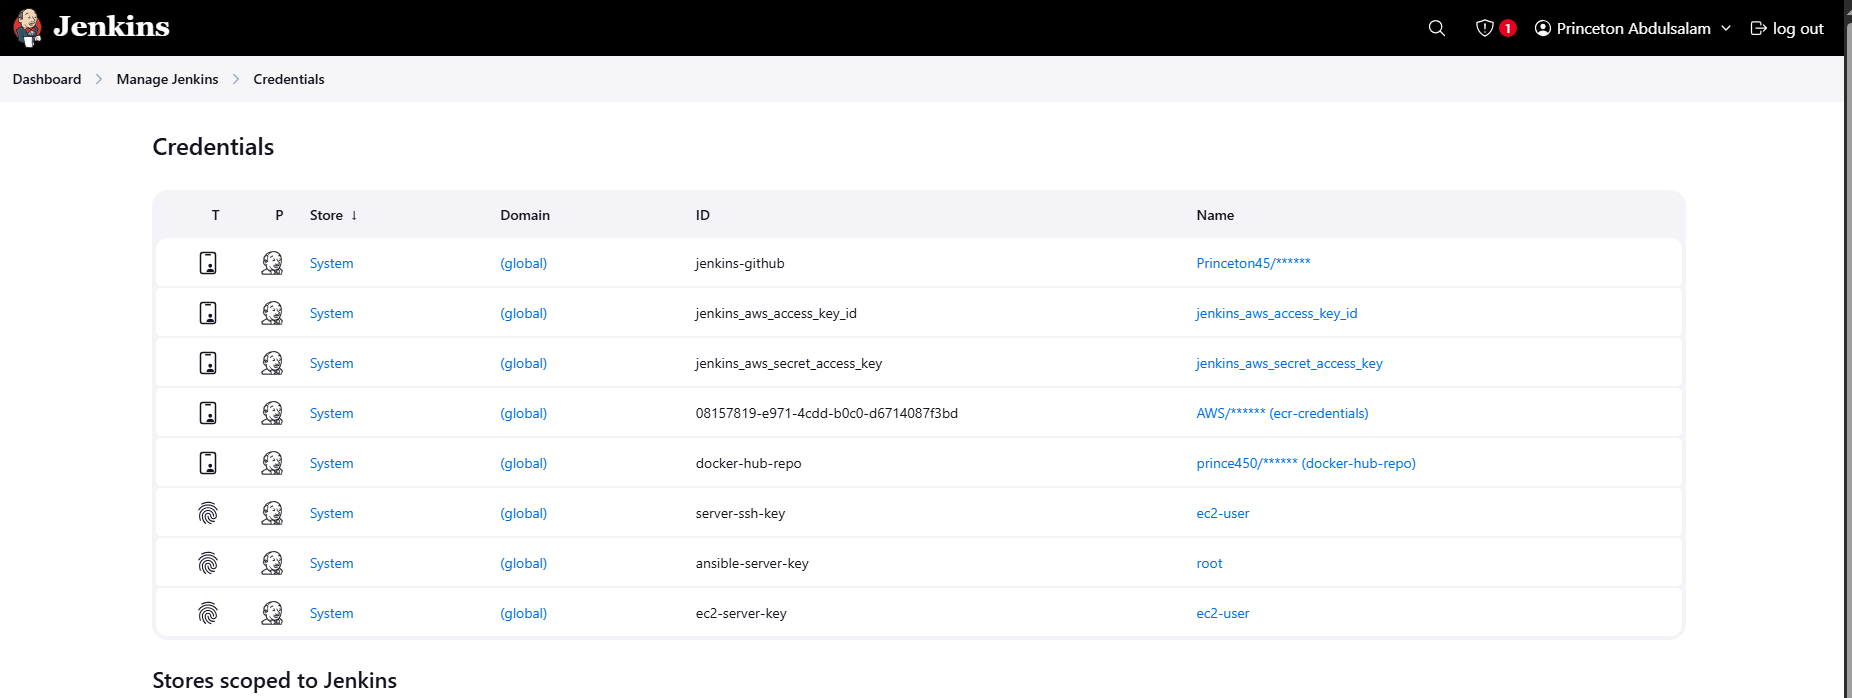 Jenkins 1 Princeton Abdulsalam log out
Dashboard Manage Jenkins Credentials
Credentials
T P Store ↓ Domain ID Name
System (global) jenkins-github Princeton45/******
System (global) jenkins_aws_access_key_id jenkins_aws_access_key_id
System (global) jenkins_aws_secret_access_key jenkins_aws_secret_access_key
System (global) 08157819-e971-4cdd-b0c0-d6714087f3bd AWS/****** (ecr-credentials)
System (global) docker-hub-repo prince450/****** (docker-hub-repo)
System (global) server-ssh-key ec2-user
System (global) ansible-server-key root
System (global) ec2-server-key ec2-user
Stores scoped to Jenkins